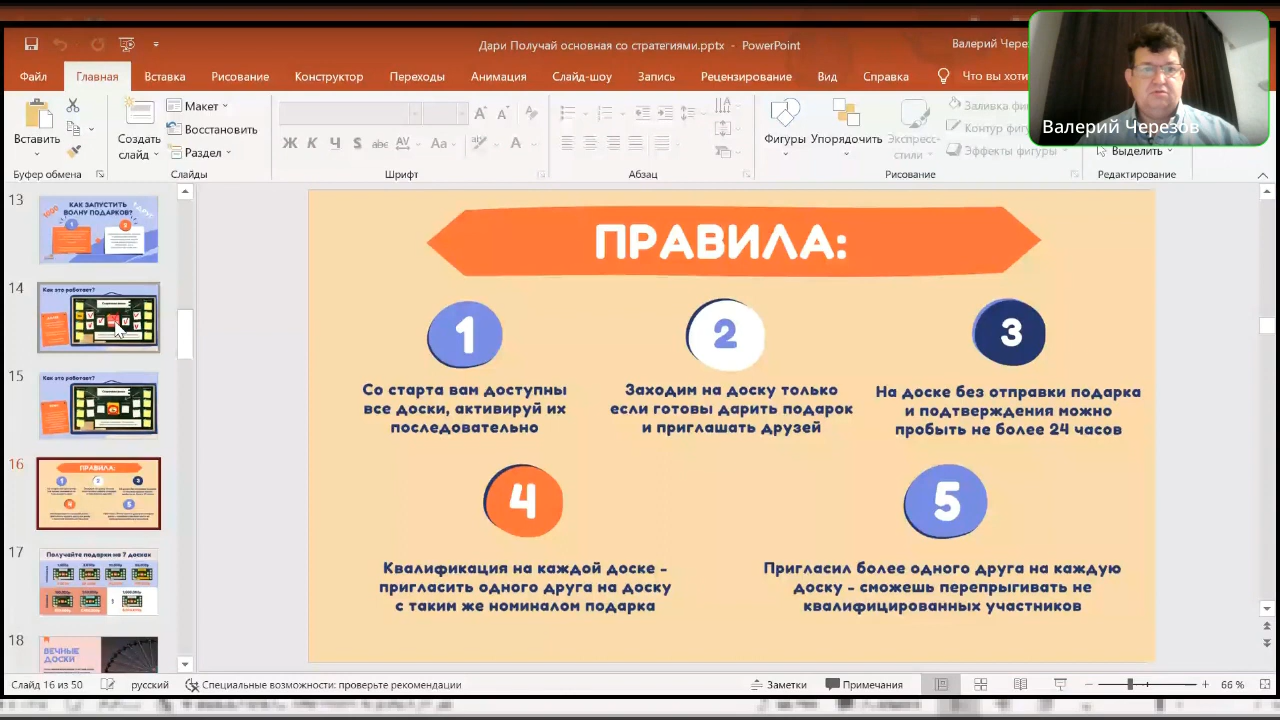 Дари Получай основная со стратегиями.pptx - PowerPoint
Валерий Чере
Файл Главная Вставка Рисование Конструктор Переходы Анимация Слайд-шоу Запись Рецензирование Вид Справка Что вы хоти
Валерий Черезов
Вставить
Создать слайд
Макет
Восстановить
Раздел
Ж К Ч S abc AV Aa А
Фигуры Упорядочить Экспресс-стили
Заливка фиг
Контур фигу
Эффекты фигуры
Выделить
Буфер обмена Слайды Шрифт Абзац Рисование Редактирование
13
КАК ЗАПУСТИТЬ
ВОЛНУ ПОДАРКОВ?
14
Как это работает?
15
Как это работает?
16
ПРАВИЛА:
17
Получайте подарки на 7 досках
18
ВЕЧНЫЕ
ДОСКИ
ПРАВИЛА:
1
Со старта вам доступны
все доски, активируй их
последовательно
2
Заходим на доску только
если готовы дарить подарок
и приглашать друзей
3
На доске без отправки подарка
и подтверждения можно
пробыть не более 24 часов
4
Квалификация на каждой доске -
пригласить одного друга на доску
с таким же номиналом подарка
5
Пригласил более одного друга на каждую
доску - сможешь перепрыгивать не
квалифицированных участников
Слайд 16 из 50 русский Специальные возможности: проверьте рекомендации Заметки Примечания 66 %